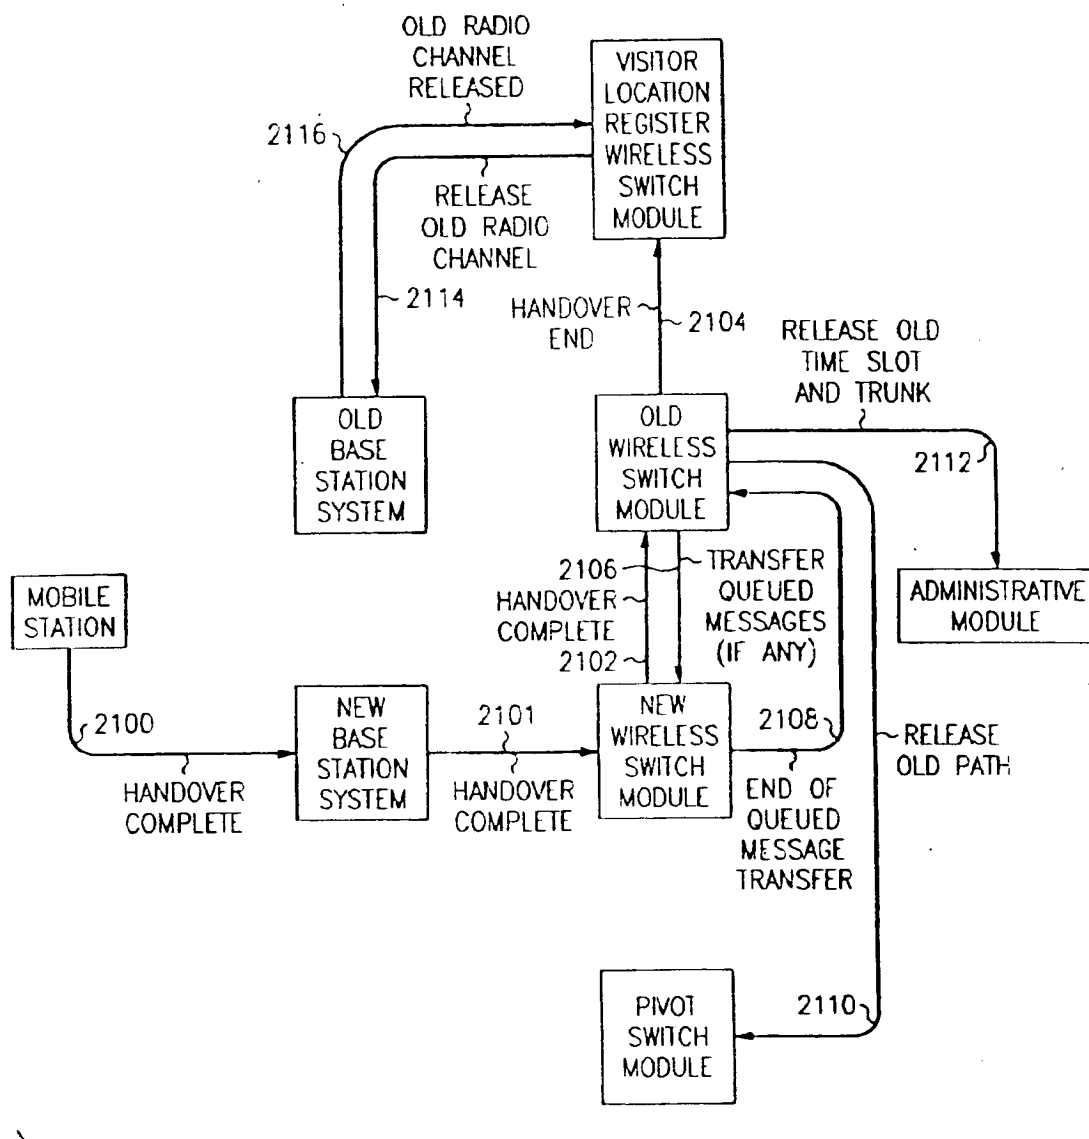 OLD RADIO
CHANNEL
RELEASED
2116
VISITOR
LOCATION
REGISTER
WIRELESS
SWITCH
MODULE
RELEASE
OLD RADIO
CHANNEL
2114
HANDOVER
END
2104
RELEASE OLD
TIME SLOT
AND TRUNK
2112
OLD
BASE
STATION
SYSTEM
OLD
WIRELESS
SWITCH
MODULE
ADMINISTRATIVE
MODULE
2106
TRANSFER
QUEUED
MESSAGES
(IF ANY)
HANDOVER
COMPLETE
2102
MOBILE
STATION
2100
HANDOVER
COMPLETE
NEW
BASE
STATION
SYSTEM
2101
HANDOVER
COMPLETE
NEW
WIRELESS
SWITCH
MODULE
2108
END OF
QUEUED
MESSAGE
TRANSFER
RELEASE
OLD PATH
2110
PIVOT
SWITCH
MODULE